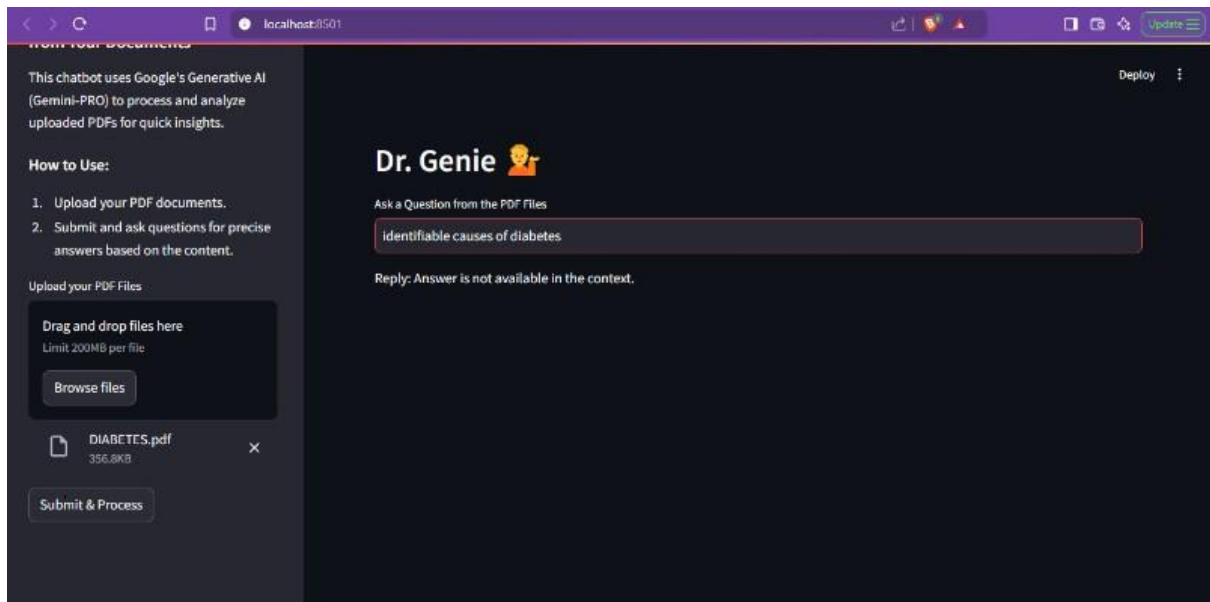 localhost:8501
Update
from Your Documents
This chatbot uses Google's Generative AI
(Gemini-PRO) to process and analyze
uploaded PDFs for quick insights.
How to Use:
1. Upload your PDF documents.
2. Submit and ask questions for precise
answers based on the content.
Upload your PDF Files
Drag and drop files here
Limit 200MB per file
Browse files
DIABETES.pdf
356.8KB
Submit & Process
Deploy
Dr. Genie
Ask a Question from the PDF Files
identifiable causes of diabetes
Reply: Answer is not available in the context.